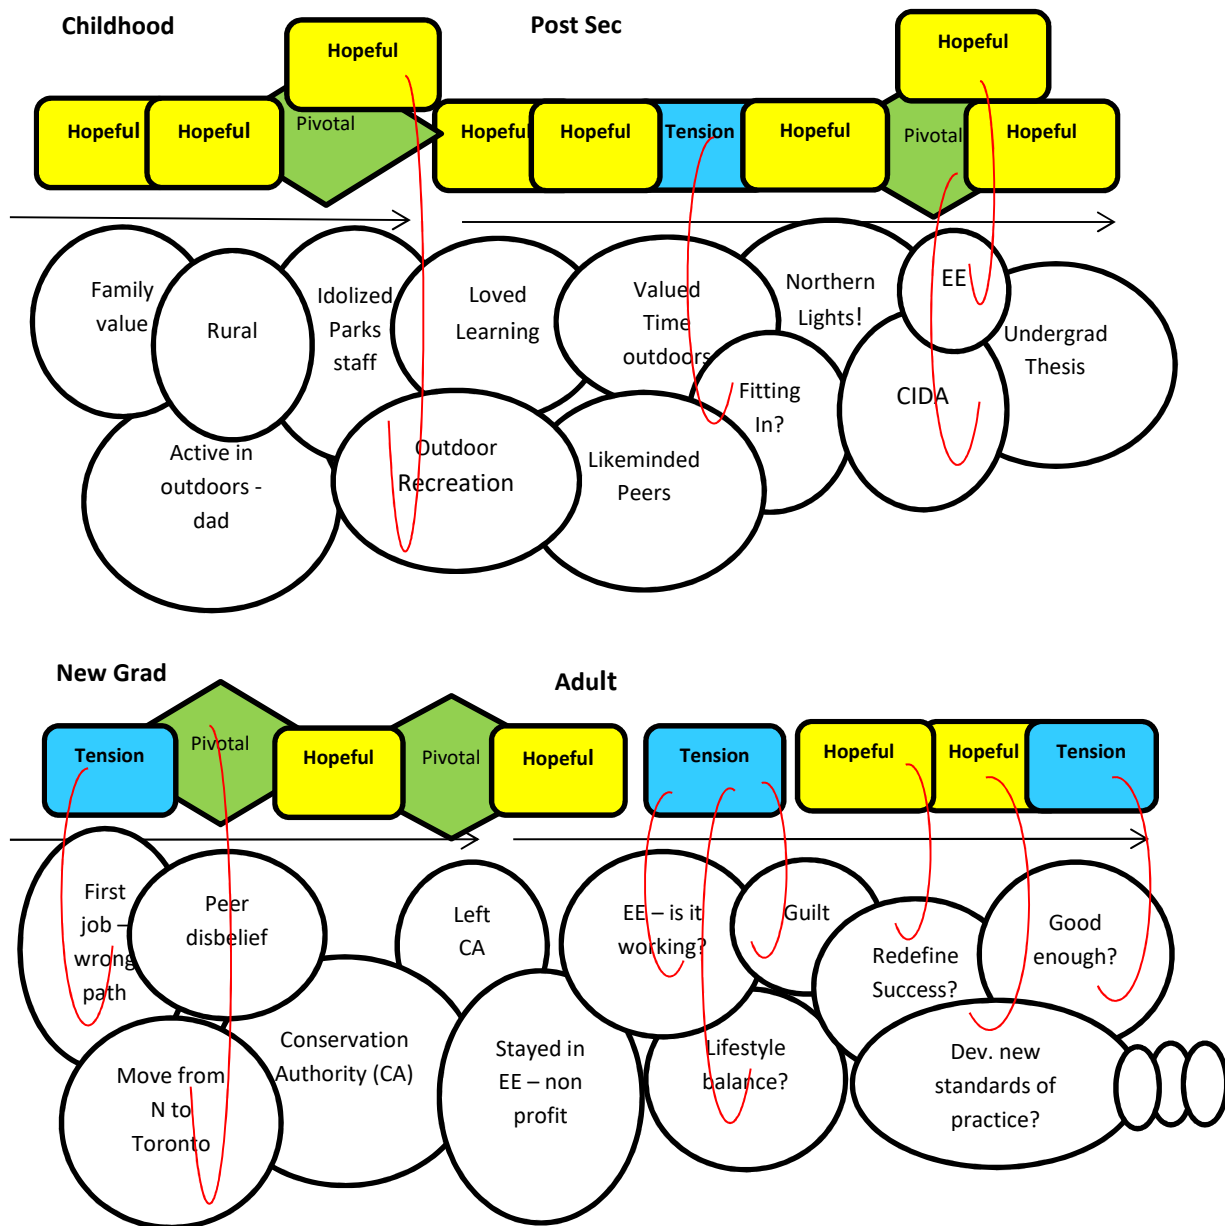 Childhood
Post Sec
Hopeful
Hopeful
Hopeful
Hopeful
Pivotal
Hopeful
Hopeful
Tension
Hopeful
Pivotal
Hopeful
Family
value
Rural
Idolized
Parks
staff
Loved
Learning
Valued
Time
outdoors
Northern
Lights!
EE
Undergrad
Thesis
Active in
outdoors -
dad
Outdoor
Recreation
Likeminded
Peers
Fitting
In?
CIDA
New Grad
Adult
Tension
Pivotal
Hopeful
Pivotal
Hopeful
Tension
Hopeful
Hopeful
Tension
First
job –
wrong
path
Peer
disbelief
Left
CA
EE – is it
working?
Guilt
Redefine
Success?
Good
enough?
Move from
N to
Toronto
Conservation
Authority (CA)
Stayed in
EE – non
profit
Lifestyle
balance?
Dev. new
standards of
practice?